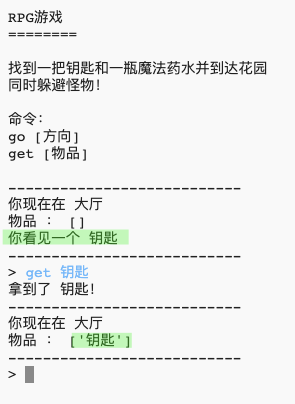 RPG游戏
========
找到一把钥匙和一瓶魔法药水并到达花园
同时躲避怪物！
命令：
go [方向]
get [物品]
---------------------------
你现在在 大厅
物品 ： []
你看见一个 钥匙
---------------------------
> get 钥匙
拿到了 钥匙！
---------------------------
你现在在 大厅
物品 ： ['钥匙']
---------------------------
>